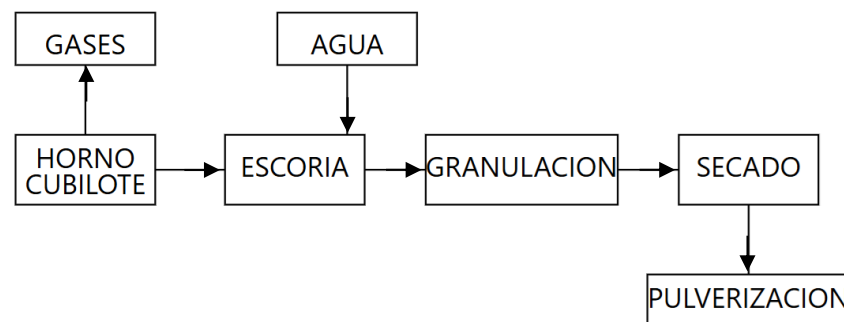 GASES
AGUA
HORNO
CUBILOTE
ESCORIA
GRANULACION
SECADO
PULVERIZACION